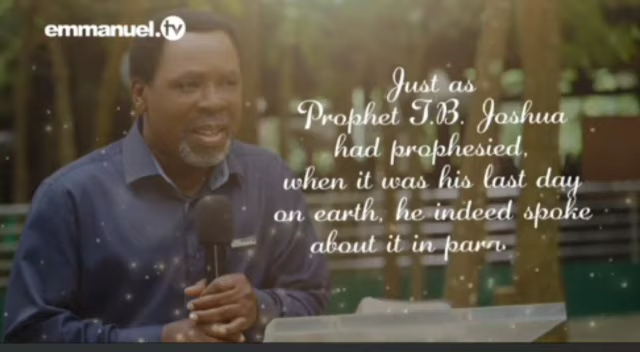 emmanuel.tv
Just as
Prophet T.B. Joshua
had prophesied,
when it was his last day
on earth, he indeed spoke
about it in para